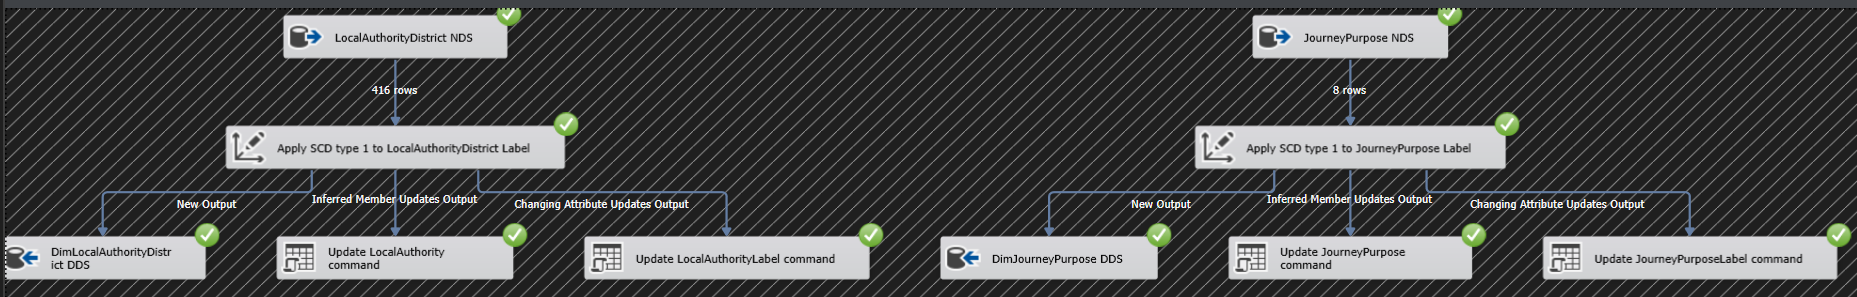 LocalAuthorityDistrict NDS
JourneyPurpose NDS
416 rows
8 rows
Apply SCD type 1 to LocalAuthorityDistrict Label
Apply SCD type 1 to JourneyPurpose Label
New Output
Inferred Member Updates Output
Changing Attribute Updates Output
New Output
Inferred Member Updates Output
Changing Attribute Updates Output
DimLocalAuthorityDistr
ict DDS
Update LocalAuthority
command
Update LocalAuthorityLabel command
DimJourneyPurpose DDS
Update JourneyPurpose
command
Update JourneyPurposeLabel command